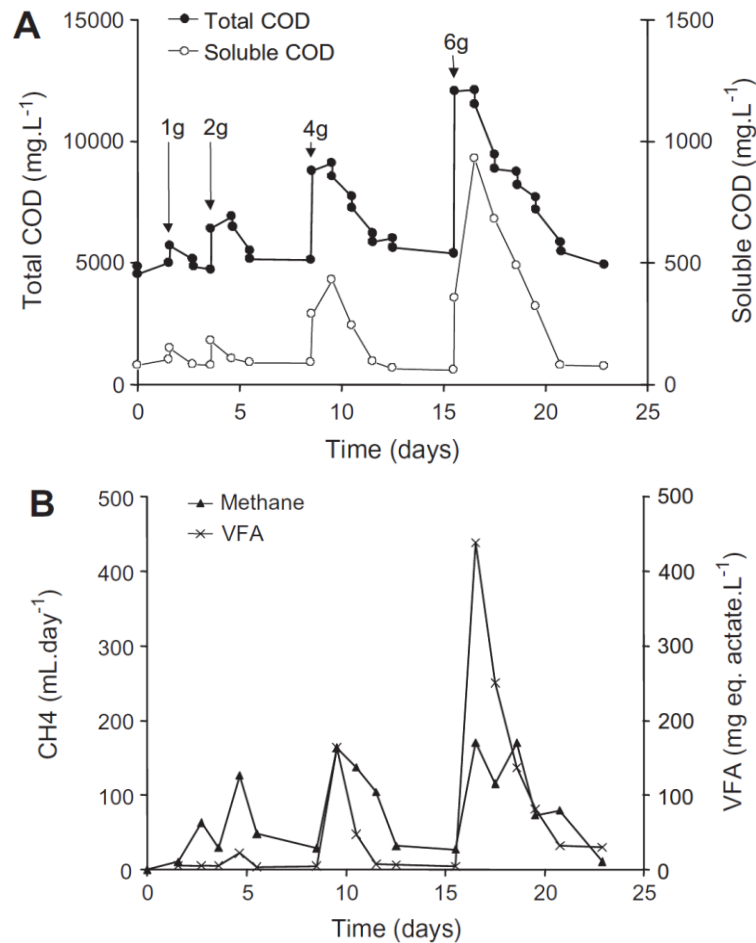 A
Total COD
Soluble COD
15000
10000
5000
0
Total COD (mg.L-1)
1g
2g
4g
6g
1500
1000
500
0
Soluble COD (mg.L-1)
0 5 10 15 20 25
Time (days)
B
Methane
VFA
500
400
300
200
100
0
CH4 (mL.day-1)
500
400
300
200
100
0
VFA (mg eq. actate.L-1)
0 5 10 15 20 25
Time (days)